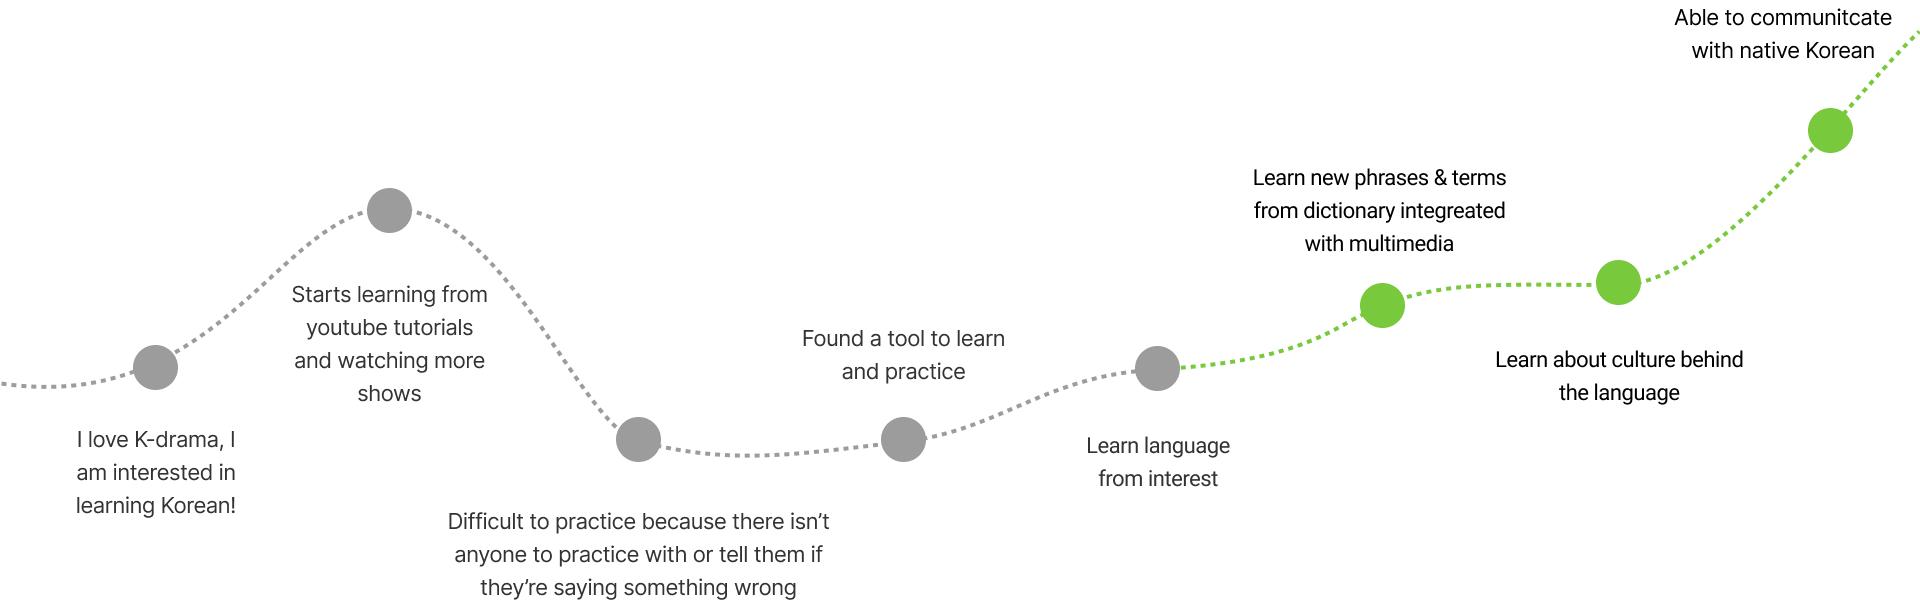 I love K-drama, I
am interested in
learning Korean!
Starts learning from
youtube tutorials
and watching more
shows
Difficult to practice because there isn’t
anyone to practice with or tell them if
they’re saying something wrong
Found a tool to learn
and practice
Learn language
from interest
Learn new phrases & terms
from dictionary integreated
with multimedia
Learn about culture behind
the language
Able to communitcate
with native Korean